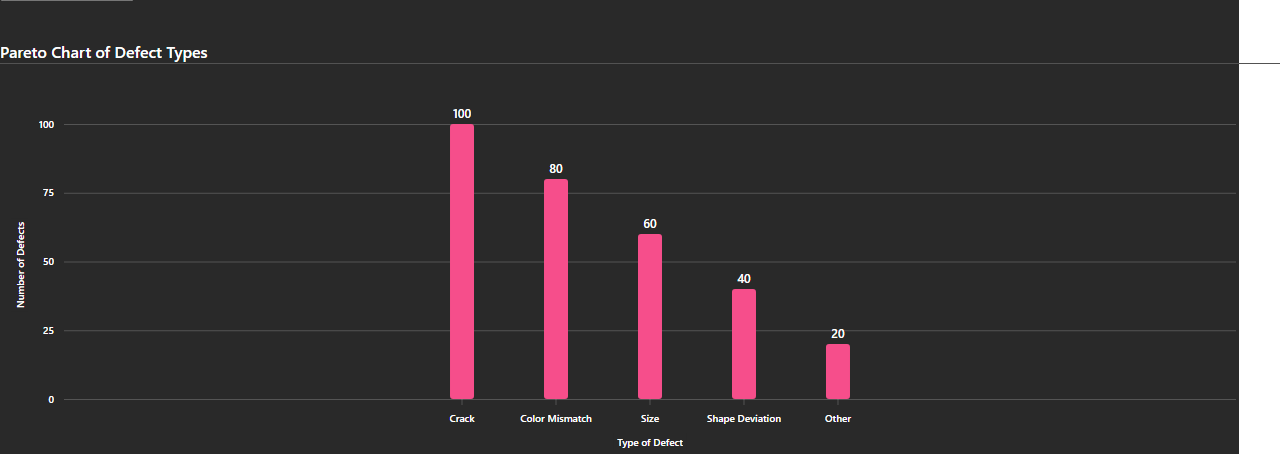 Pareto Chart of Defect Types
100
80
60
40
20
100
75
50
25
0
Number of Defects
Crack
Color Mismatch
Size
Shape Deviation
Other
Type of Defect